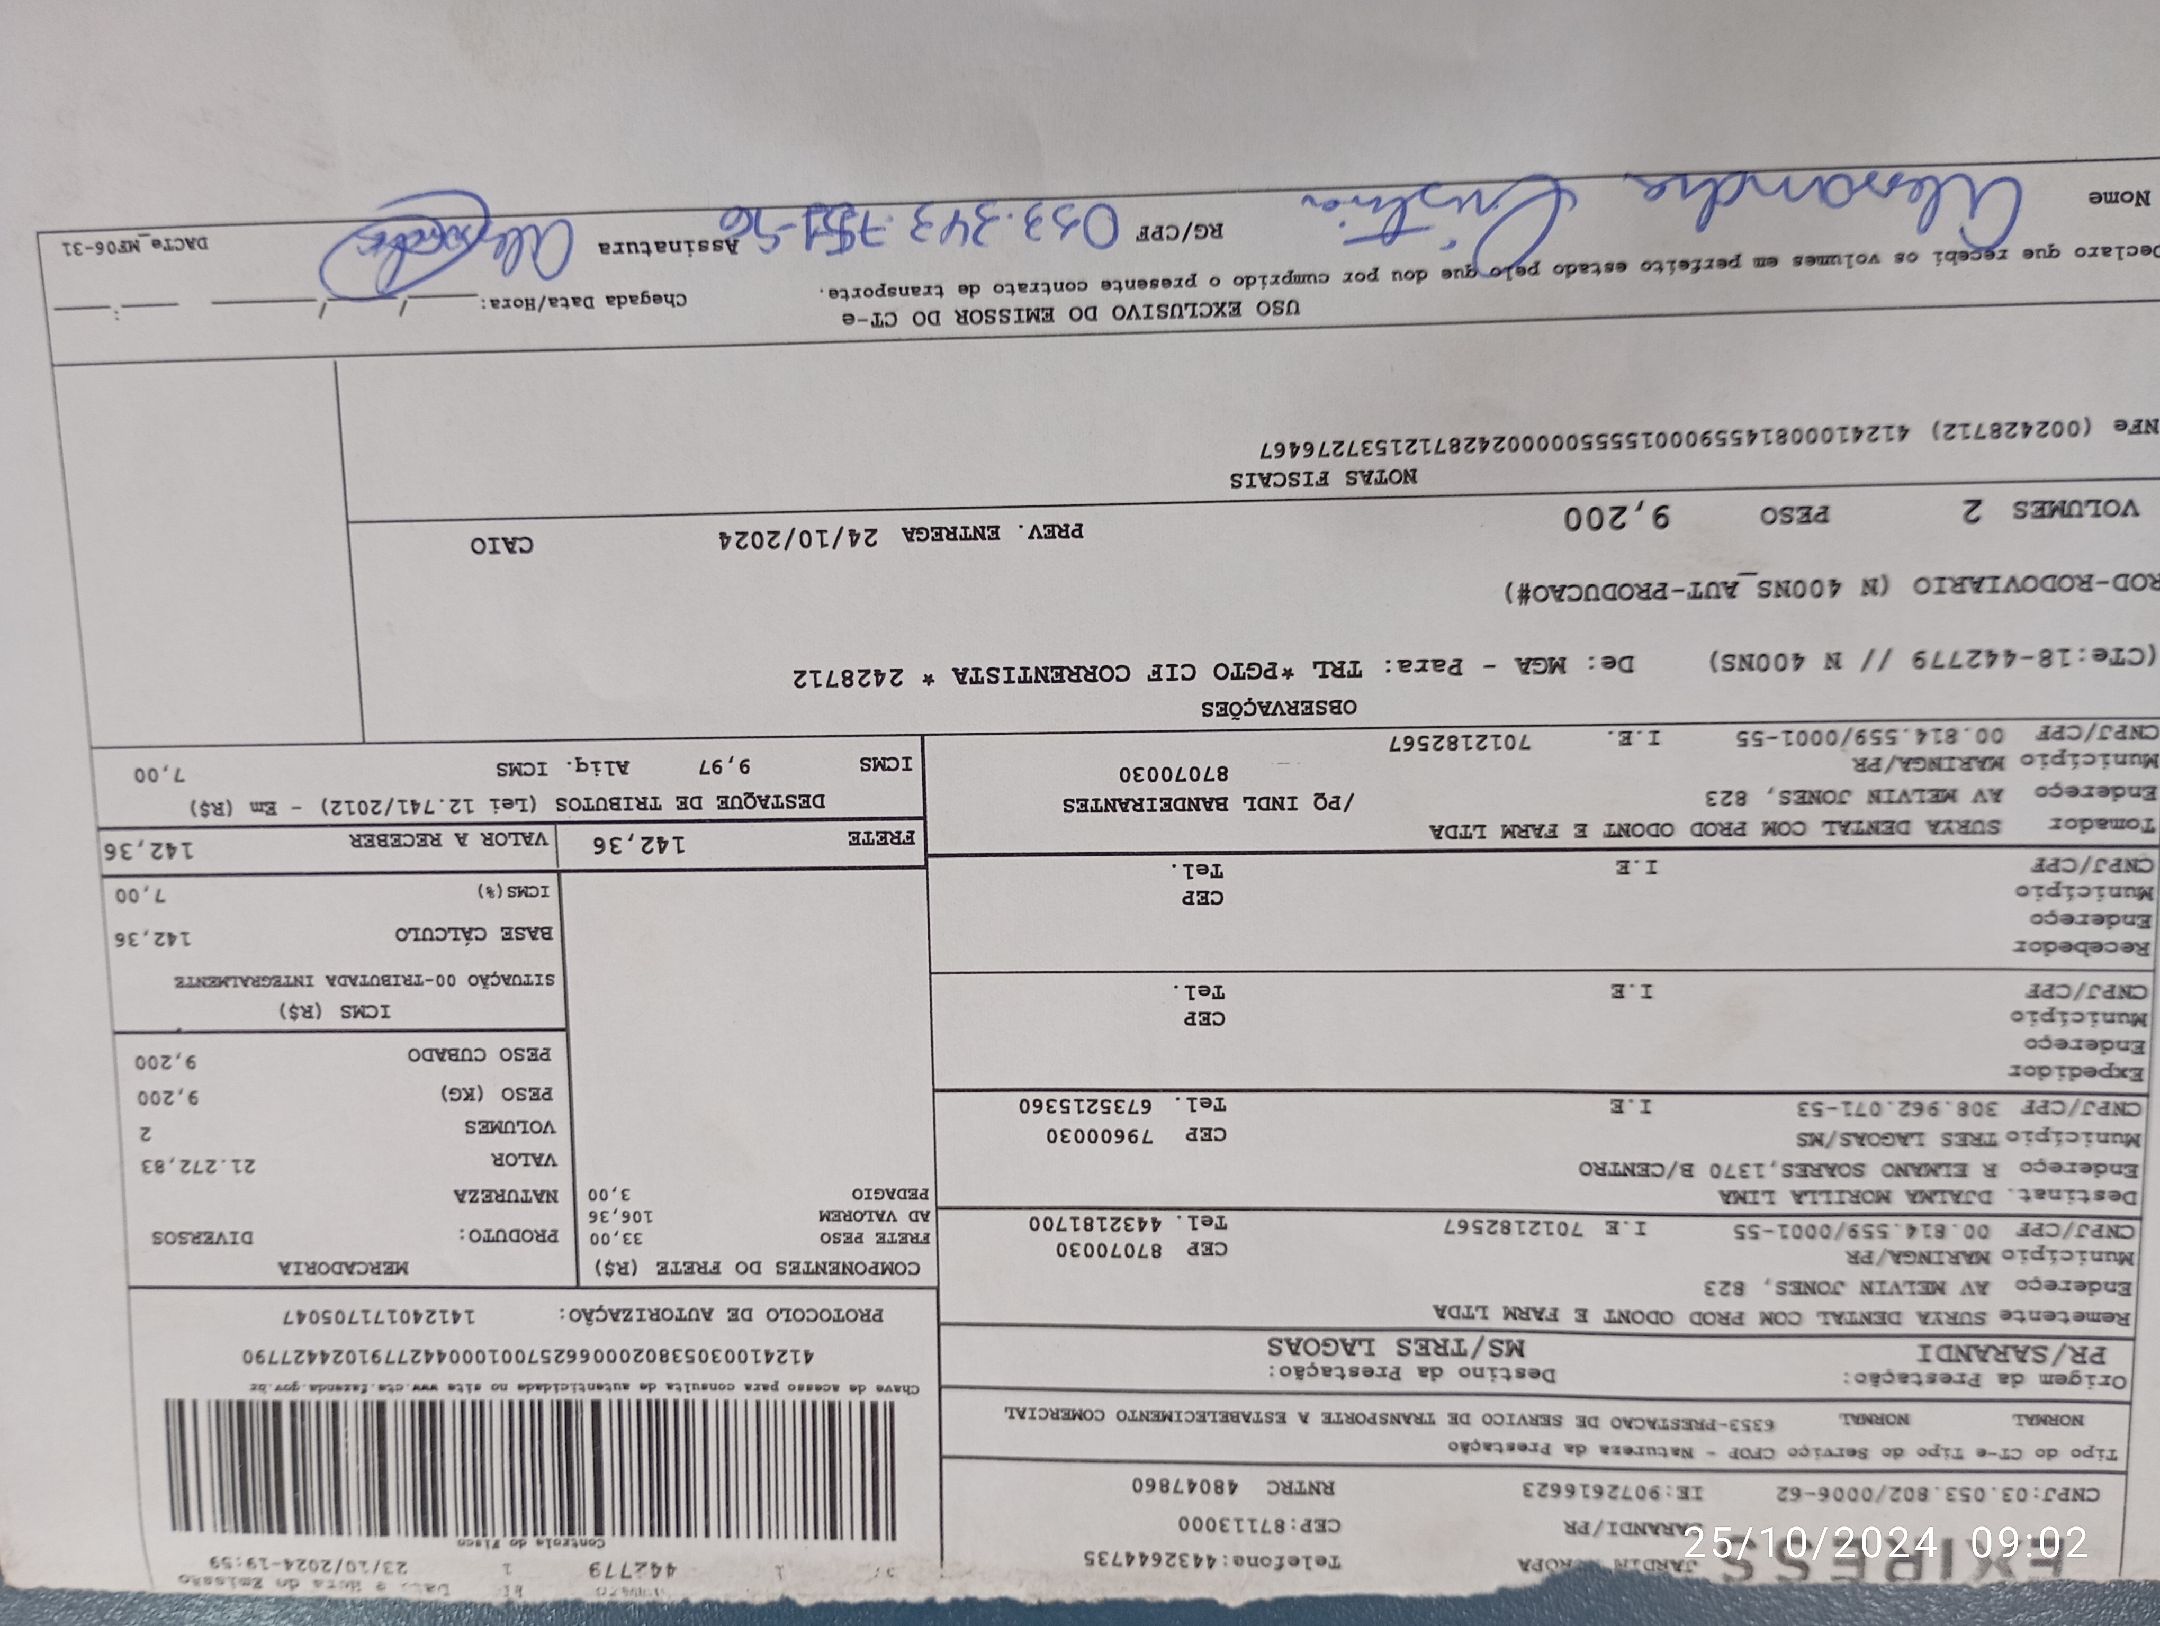 25/10/2024 09:02
EXPRESS
JARDIM EUROPA Telefone:4432644735
SARANDI/PR CEP:87113000
CNPJ:03.053.802/0006-62 IE:9072616623 RNTRC 48047860
57 1 442779 1 23/10/2024-19:59
Controle do Fisco
Tipo do CT-e Tipo do Serviço CFOP - Natureza da Prestação
NORMAL NORMAL 6353-PRESTACAO DE SERVICO DE TRANSPORTE A ESTABELECIMENTO COMERCIAL
Chave de acesso para consulta de autenticidade no site www.cte.fazenda.gov.br
41241003053802000662570010004427791024427790
Origem da Prestação: Destino da Prestação:
PR/SARANDI MS/TRES LAGOAS
PROTOCOLO DE AUTORIZAÇÃO: 141240171705047
Remetente SURYA DENTAL COM PROD ODONT E FARM LTDA
Endereço AV MELVIN JONES, 823
Município MARINGA/PR CEP 87070030
CNPJ/CPF 00.814.559/0001-55 I.E 7012182567 Tel. 4432181700
Destinat. DJALMA MORILLA LIMA
Endereço R ELMANO SOARES,1370 B/CENTRO
Município TRES LAGOAS/MS CEP 79600030
CNPJ/CPF 308.962.071-53 I.E Tel. 6735215360
Expedidor
Endereço
Município CEP
CNPJ/CPF I.E Tel.
Recebedor
Endereço
Município CEP
CNPJ/CPF I.E Tel.
Tomador SURYA DENTAL COM PROD ODONT E FARM LTDA
Endereço AV MELVIN JONES, 823 /PQ INDL BANDEIRANTES
Município MARINGA/PR 87070030
CNPJ/CPF 00.814.559/0001-55 I.E. 7012182567
COMPONENTES DO FRETE (R$)
FRETE PESO 33,00
AD VALOREM 106,36
PEDAGIO 3,00
MERCADORIA
PRODUTO: DIVERSOS
NATUREZA
VALOR 21.272,83
VOLUMES 2
PESO (KG) 9,200
PESO CUBADO 9,200
ICMS (R$)
SITUAÇÃO 00-TRIBUTADA INTEGRALMENTE
BASE CÁLCULO 142,36
ICMS(%) 7,00
FRETE 142,36 VALOR A RECEBER 142,36
DESTAQUE DE TRIBUTOS (Lei 12.741/2012) - Em (R$)
ICMS 9,97 Aliq. ICMS 7,00
OBSERVAÇÕES
(CTe:18-442779 // N 400NS) De: MGA - Para: TRL *PGTO CIF CORRENTISTA * 2428712
ROD-RODOVIARIO (N 400NS_AUT-PRODUCAO#)
VOLUMES 2 PESO 9,200 PREV. ENTREGA 24/10/2024 CAIO
NOTAS FISCAIS
NFe (002428712) 41241000814559000155550000024287121537276467
USO EXCLUSIVO DO EMISSOR DO CT-e
Declaro que recebi os volumes em perfeito estado pelo que dou por cumprido o presente contrato de transporte. Chegada Data/Hora: / / :
Nome Alessandra Cristina RG/CPF Assinatura DACTe_MF06-31